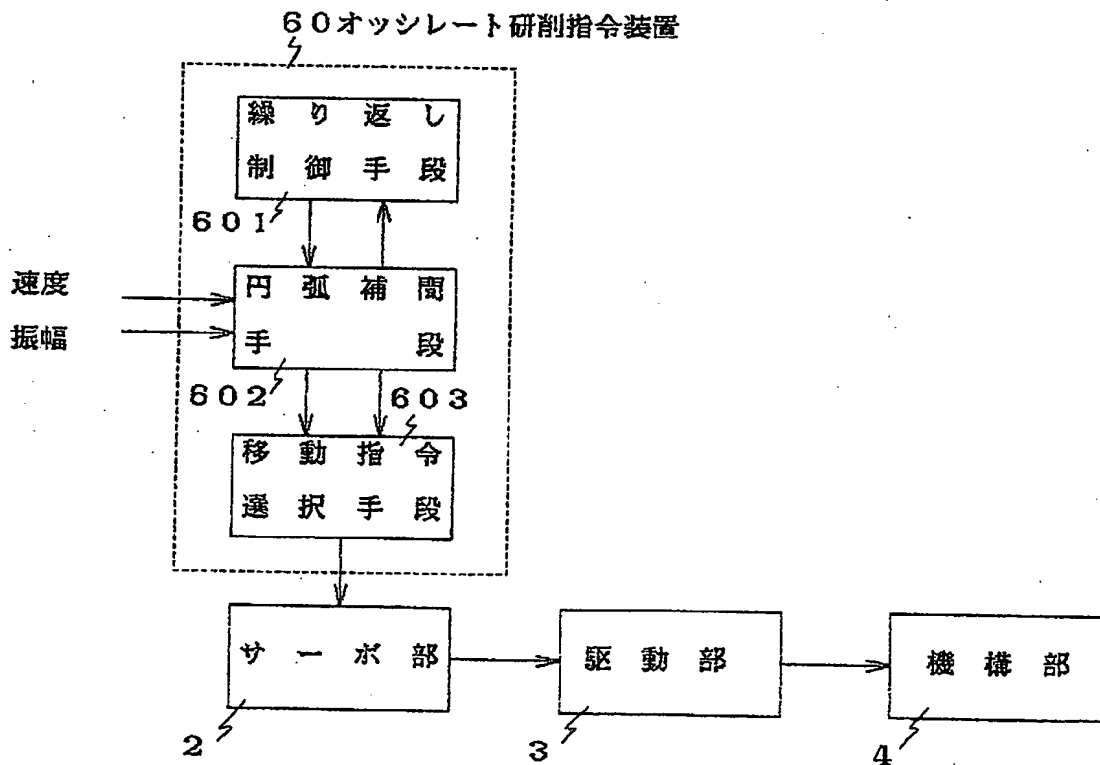 60オッシレート研削指令装置
繰り返し
制御手段
601
速度
振幅
円弧補間
手段
602
603
移動指令
選択手段
サーボ部
駆動部
機構部
2
3
4